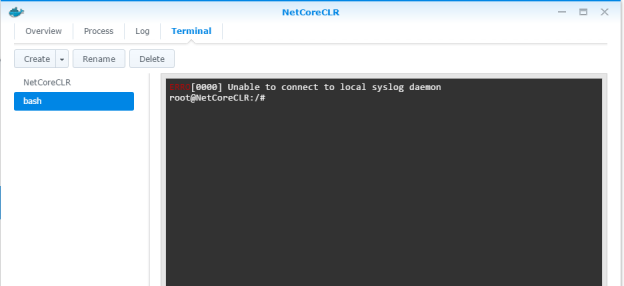 NetCoreCLR
Overview Process Log Terminal
Create Rename Delete
NetCoreCLR
bash
[0000] Unable to connect to local syslog daemon
root@NetCoreCLR:/#